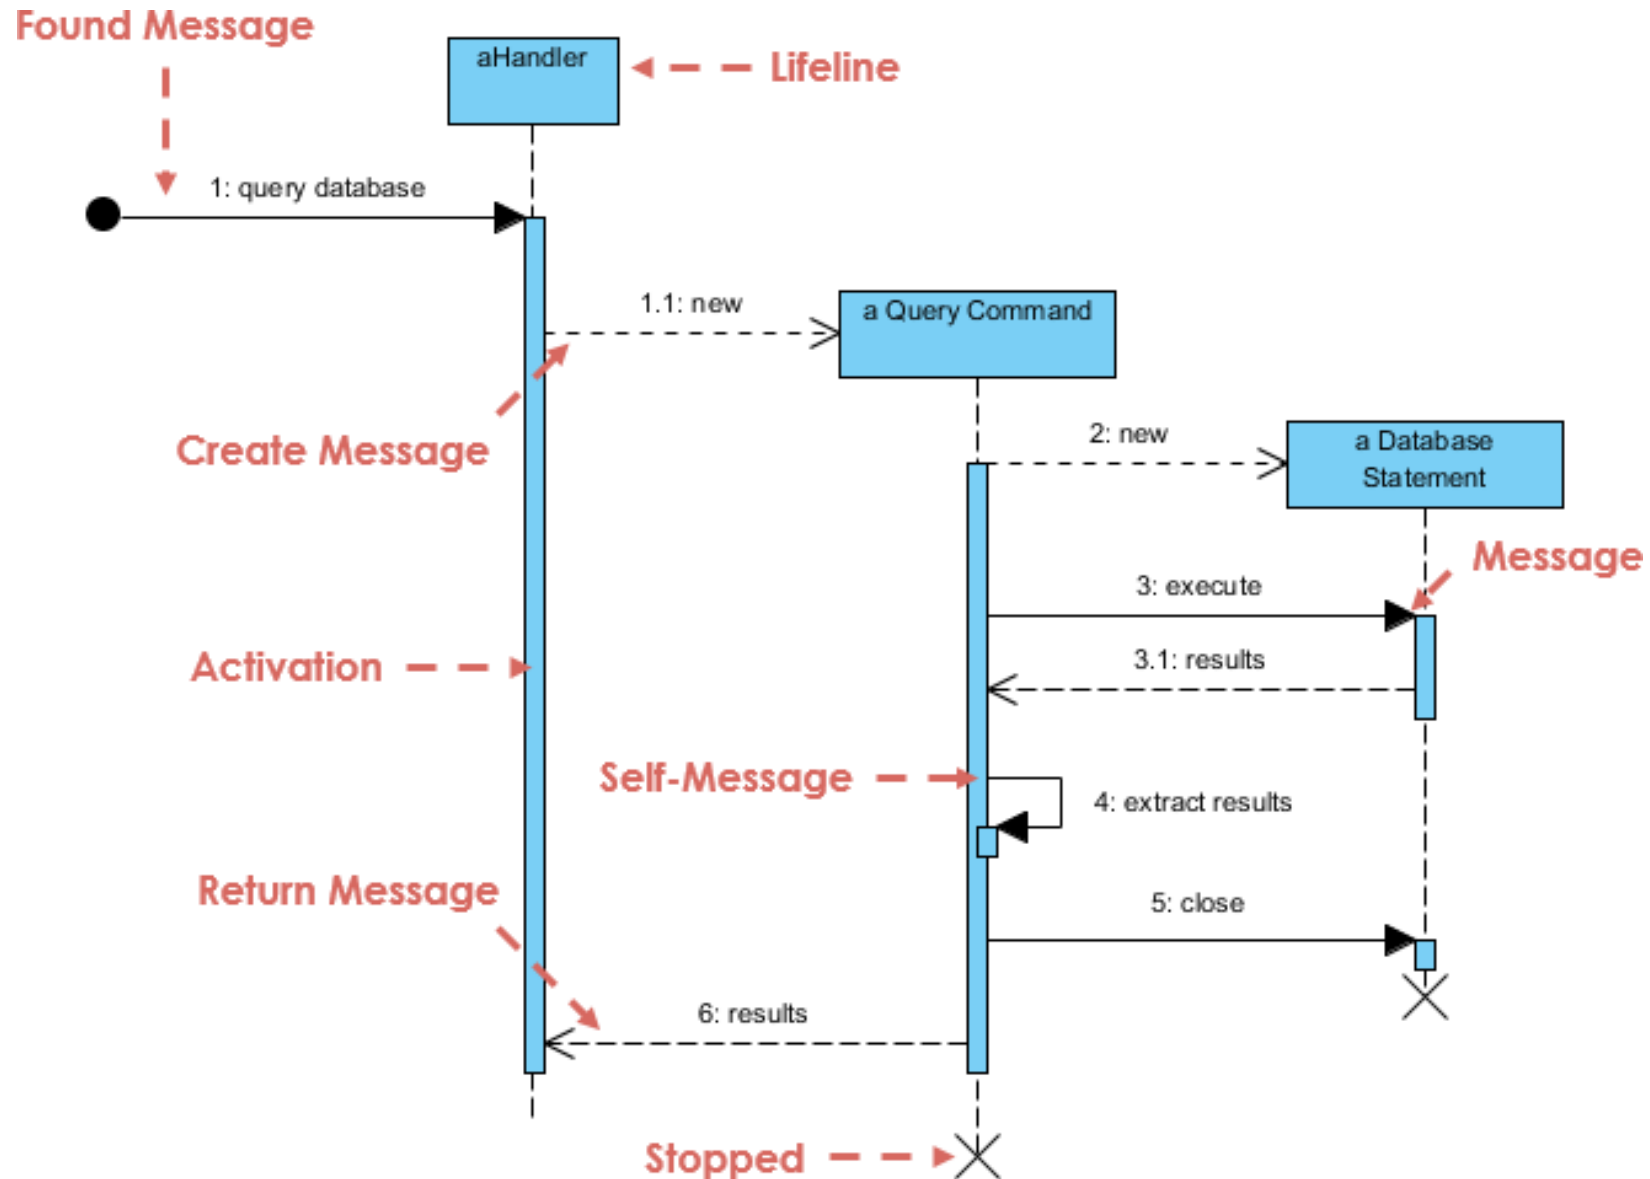 Found Message
aHandler
Lifeline
1: query database
1.1: new
a Query Command
Create Message
2: new
a Database
Statement
Message
3: execute
Activation
3.1: results
Self-Message
4: extract results
Return Message
5: close
6: results
Stopped